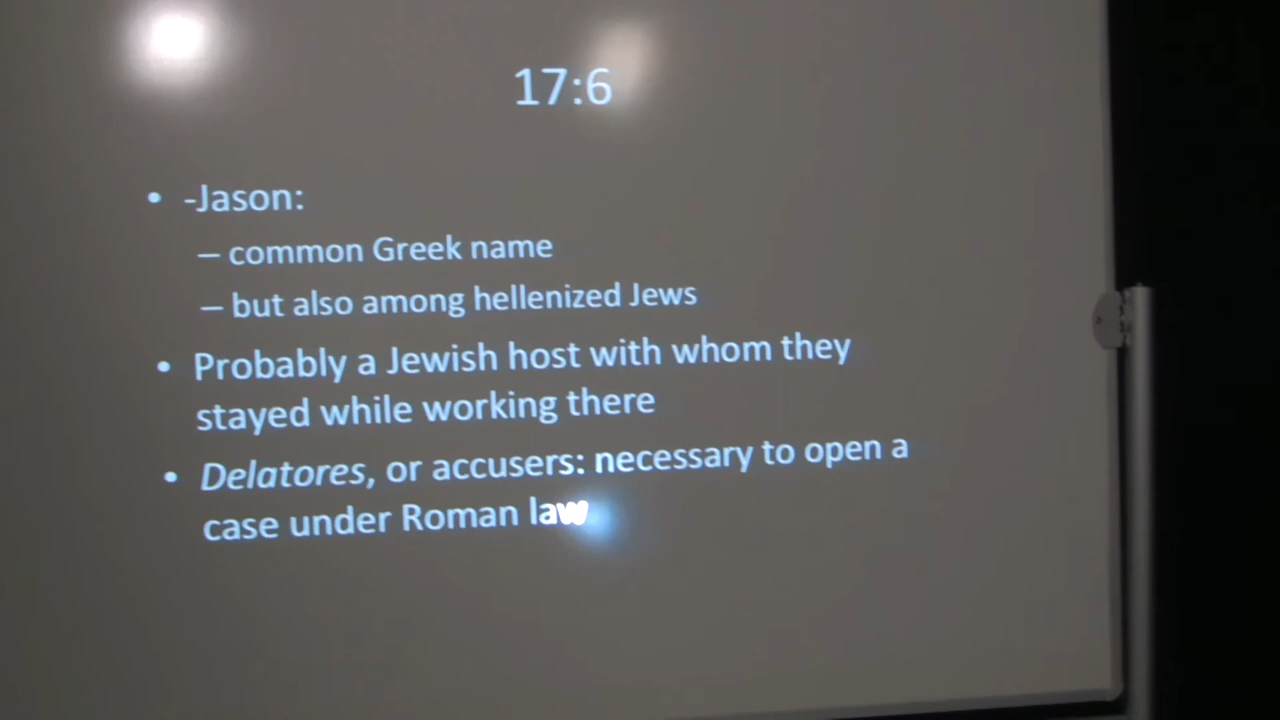 17:6
• -Jason:
– common Greek name
– but also among hellenized Jews
• Probably a Jewish host with whom they
stayed while working there
• Delatores, or accusers: necessary to open a
case under Roman law